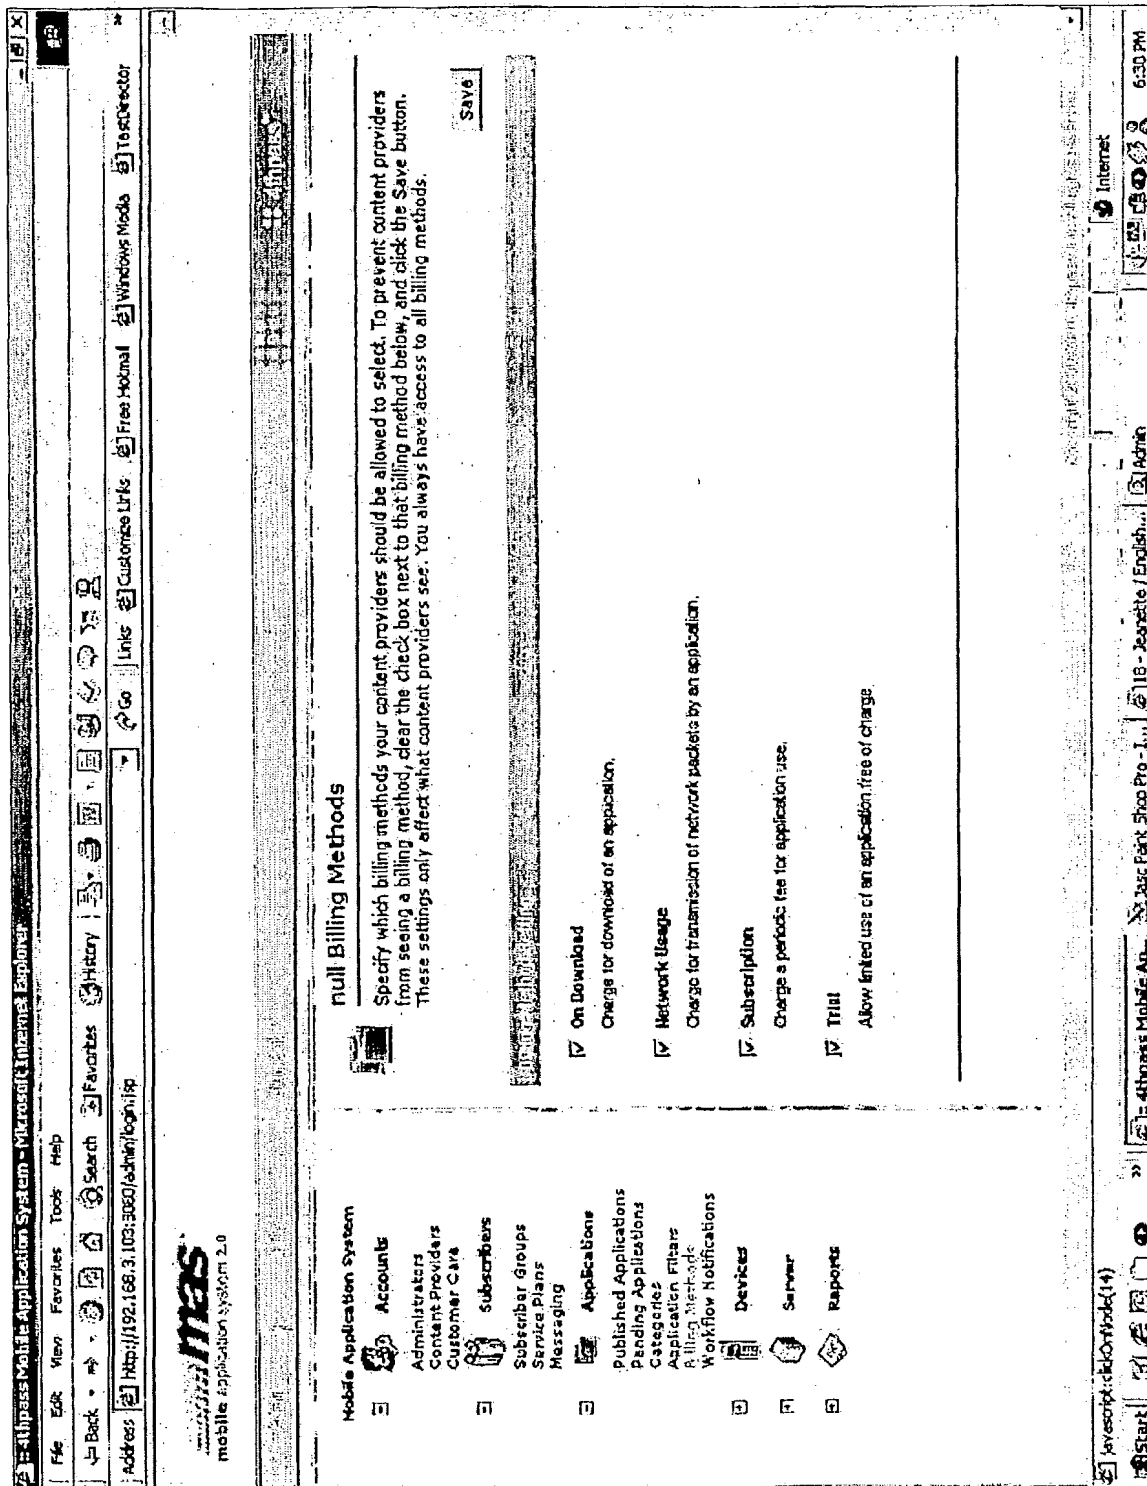 4thpass Mobile Application System - Microsoft Internet Explorer
File Edit View Favorites Tools Help
Back Search Favorites History
Address http://192.168.3.103:8080/admin/login.jsp Go Links Customize Links Free Hotmail Windows Media TestDirector
mas
mobile application system 2.0
4thpass
Mobile Application System
Accounts
Administrators
Content Providers
Customer Care
Subscribers
Subscriber Groups
Service Plans
Messaging
Applications
Published Applications
Pending Applications
Categories
Application Filters
Billing Methods
Workflow Notifications
Devices
Server
Reports
null Billing Methods
Specify which billing methods your content providers should be allowed to select. To prevent content providers
from seeing a billing method, clear the check box next to that billing method below, and click the Save button.
These settings only affect what content providers see. You always have access to all billing methods.
Save
On Download
Charge for download of an application.
Network Usage
Charge for transmission of network packets by an application.
Subscription
Charge a periodic fee for application use.
Trial
Allow limited use of an application free of charge
javascript:clickOnNode(14) Internet
Start 4thpass Mobile Ap... Jasc Paint Shop Pro - I... 118 - Jeanette / English... Admin 6:30 PM